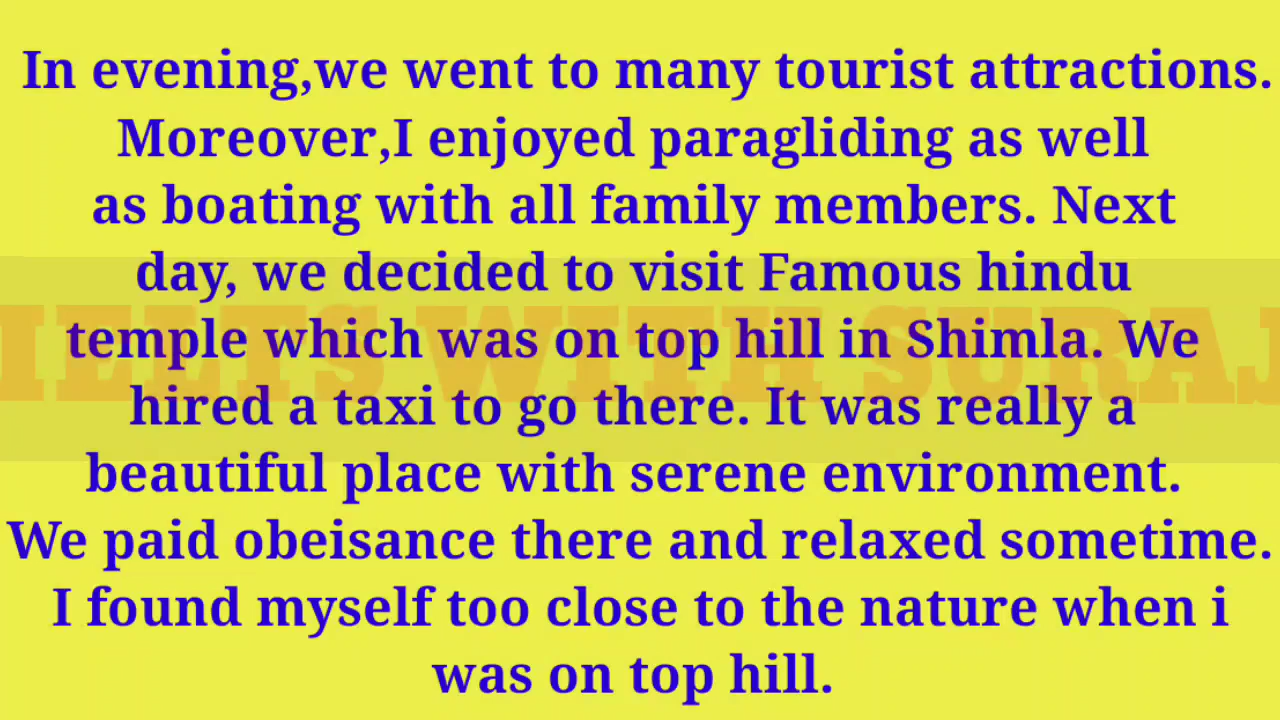 In evening,we went to many tourist attractions.
Moreover,I enjoyed paragliding as well
as boating with all family members. Next
day, we decided to visit Famous hindu
temple which was on top hill in Shimla. We
hired a taxi to go there. It was really a
beautiful place with serene environment.
We paid obeisance there and relaxed sometime.
I found myself too close to the nature when i
was on top hill.
IELTS WITH SURAJ